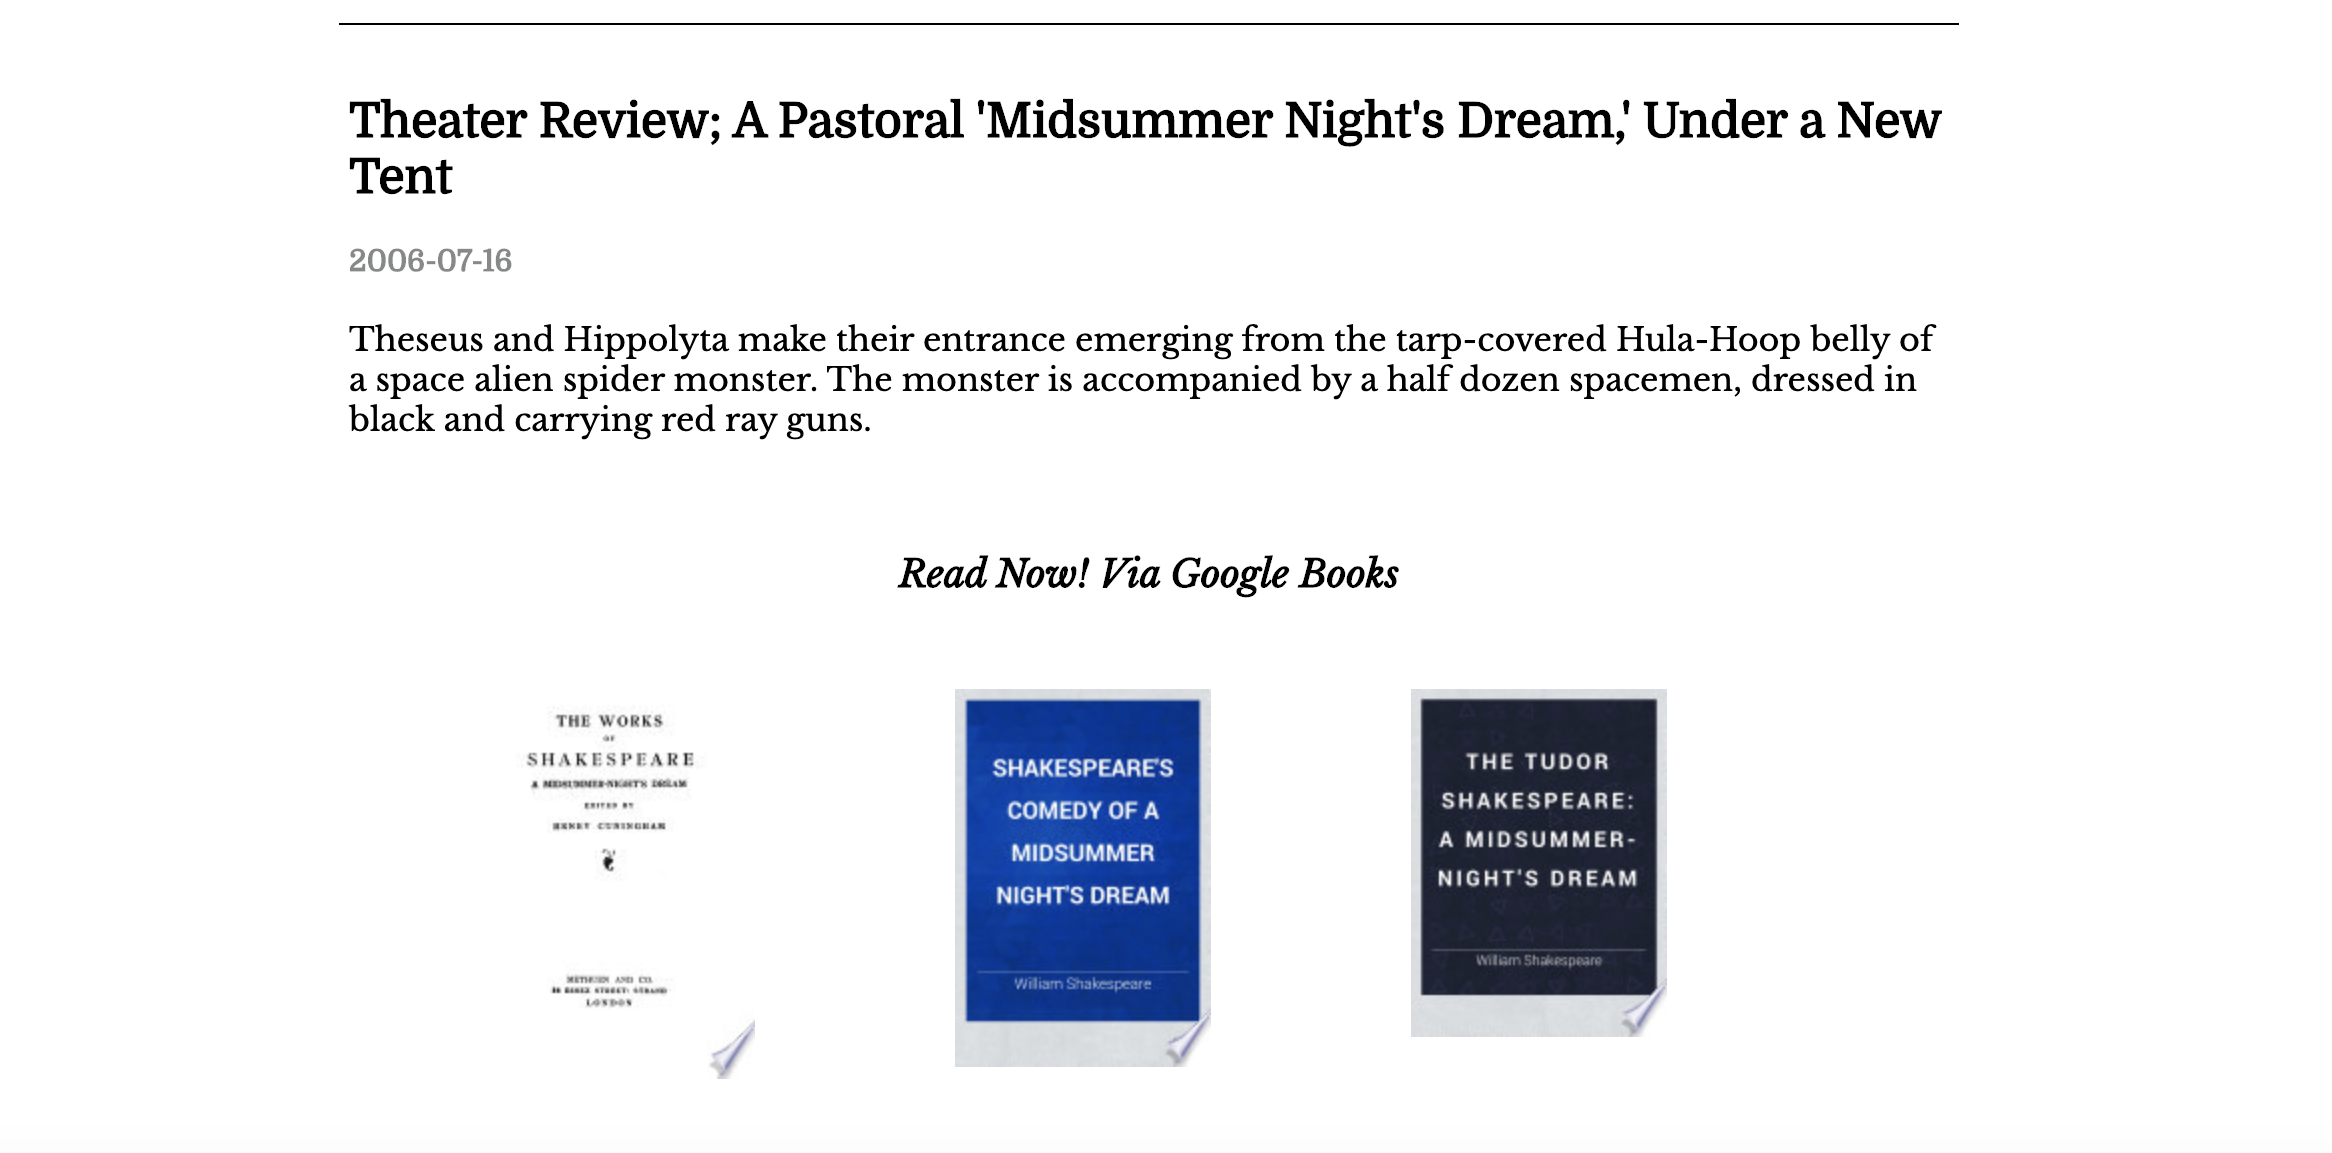 Theater Review; A Pastoral 'Midsummer Night's Dream,' Under a New
Tent
2006-07-16
Theseus and Hippolyta make their entrance emerging from the tarp-covered Hula-Hoop belly of
a space alien spider monster. The monster is accompanied by a half dozen spacemen, dressed in
black and carrying red ray guns.
Read Now! Via Google Books
THE WORKS
OF
SHAKESPEARE
A MIDSUMMER-NIGHT'S DREAM
EDITED BY
HENRY CUNINGHAM
METHUEN AND CO.
36 ESSEX STREET: STRAND
LONDON
SHAKESPEARE'S
COMEDY OF A
MIDSUMMER
NIGHT'S DREAM
William Shakespeare
THE TUDOR
SHAKESPEARE:
A MIDSUMMER-
NIGHT'S DREAM
William Shakespeare